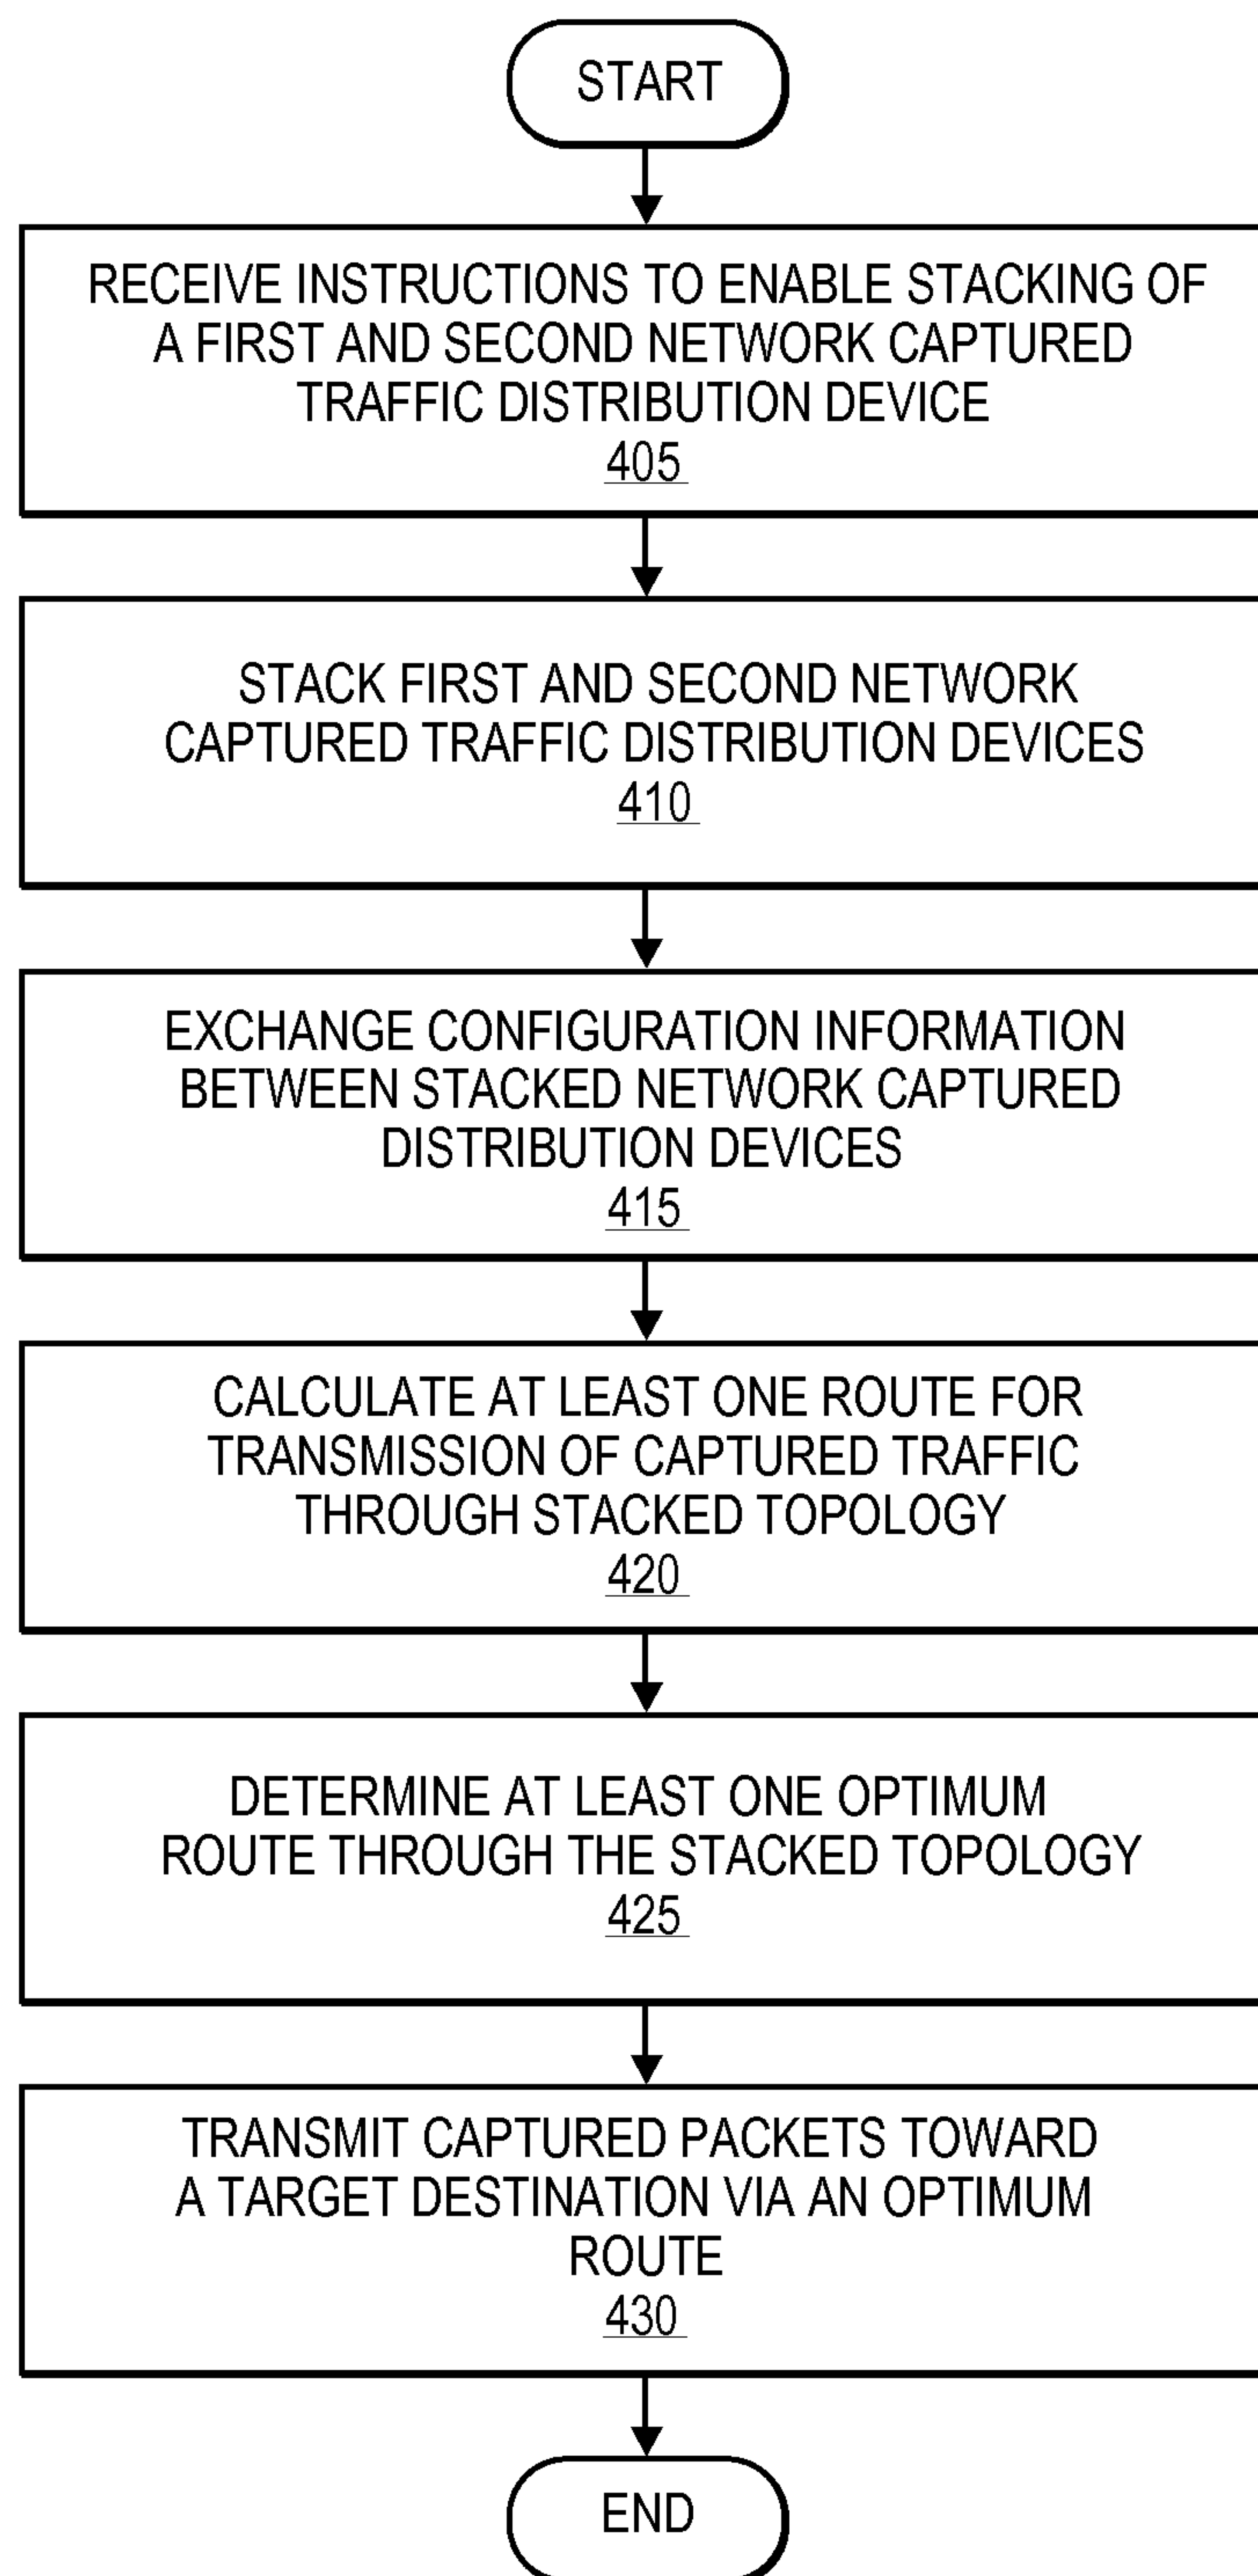 START
RECEIVE INSTRUCTIONS TO ENABLE STACKING OF
A FIRST AND SECOND NETWORK CAPTURED
TRAFFIC DISTRIBUTION DEVICE
405
STACK FIRST AND SECOND NETWORK
CAPTURED TRAFFIC DISTRIBUTION DEVICES
410
EXCHANGE CONFIGURATION INFORMATION
BETWEEN STACKED NETWORK CAPTURED
DISTRIBUTION DEVICES
415
CALCULATE AT LEAST ONE ROUTE FOR
TRANSMISSION OF CAPTURED TRAFFIC
THROUGH STACKED TOPOLOGY
420
DETERMINE AT LEAST ONE OPTIMUM
ROUTE THROUGH THE STACKED TOPOLOGY
425
TRANSMIT CAPTURED PACKETS TOWARD
A TARGET DESTINATION VIA AN OPTIMUM
ROUTE
430
END